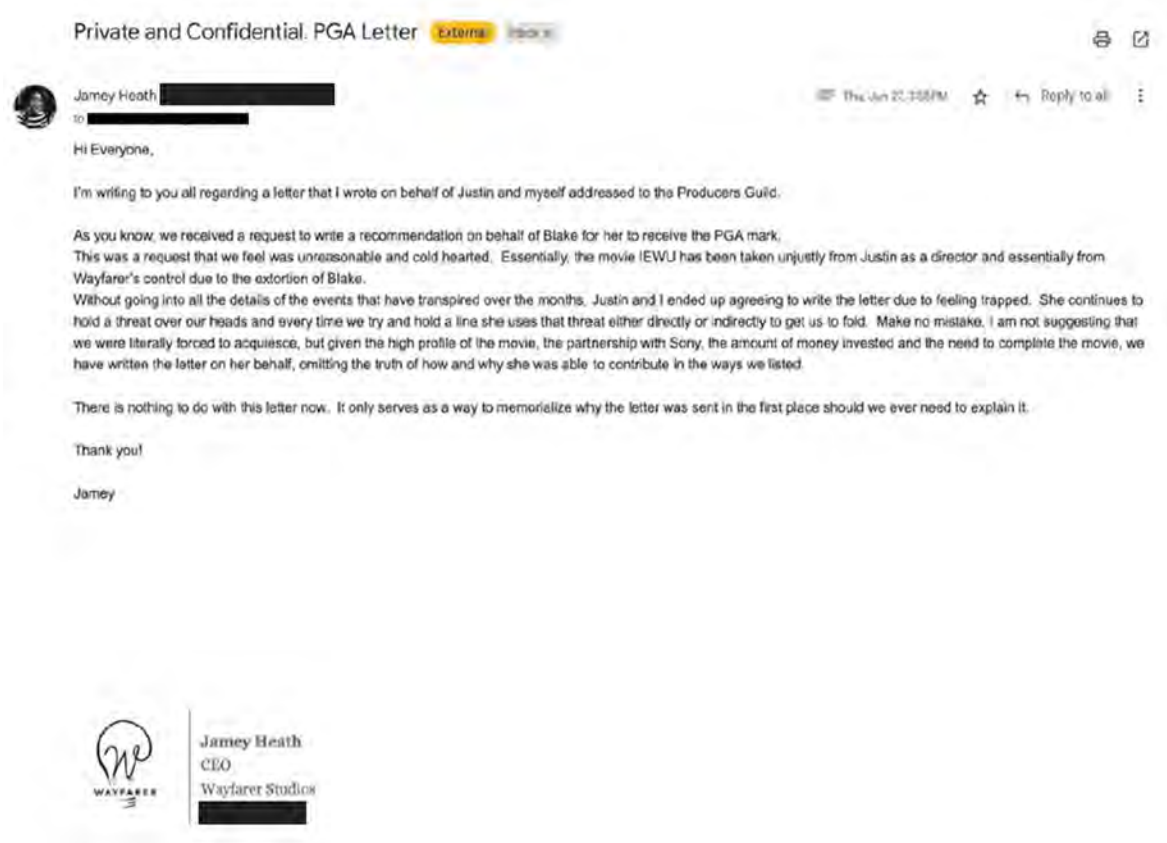 Private and Confidential. PGA Letter External
Jamey Heath
Reply to all
to
Hi Everyone,
I'm writing to you all regarding a letter that I wrote on behalf of Justin and myself addressed to the Producers Guild.
As you know, we received a request to write a recommendation on behalf of Blake for her to receive the PGA mark.
This was a request that we feel was unreasonable and cold hearted. Essentially, the movie IEWU has been taken unjustly from Justin as a director and essentially from
Wayfarer's control due to the extortion of Blake.
Without going into all the details of the events that have transpired over the months, Justin and I ended up agreeing to write the letter due to feeling trapped. She continues to
hold a threat over our heads and every time we try and hold a line she uses that threat either directly or indirectly to get us to fold. Make no mistake, I am not suggesting that
we were literally forced to acquiesce, but given the high profile of the movie, the partnership with Sony, the amount of money invested and the need to complete the movie, we
have written the letter on her behalf, omitting the truth of how and why she was able to contribute in the ways we listed.
There is nothing to do with this letter now. It only serves as a way to memorialize why the letter was sent in the first place should we ever need to explain it.
Thank you!
Jamey
WAYFARER
Jamey Heath
CEO
Wayfarer Studios